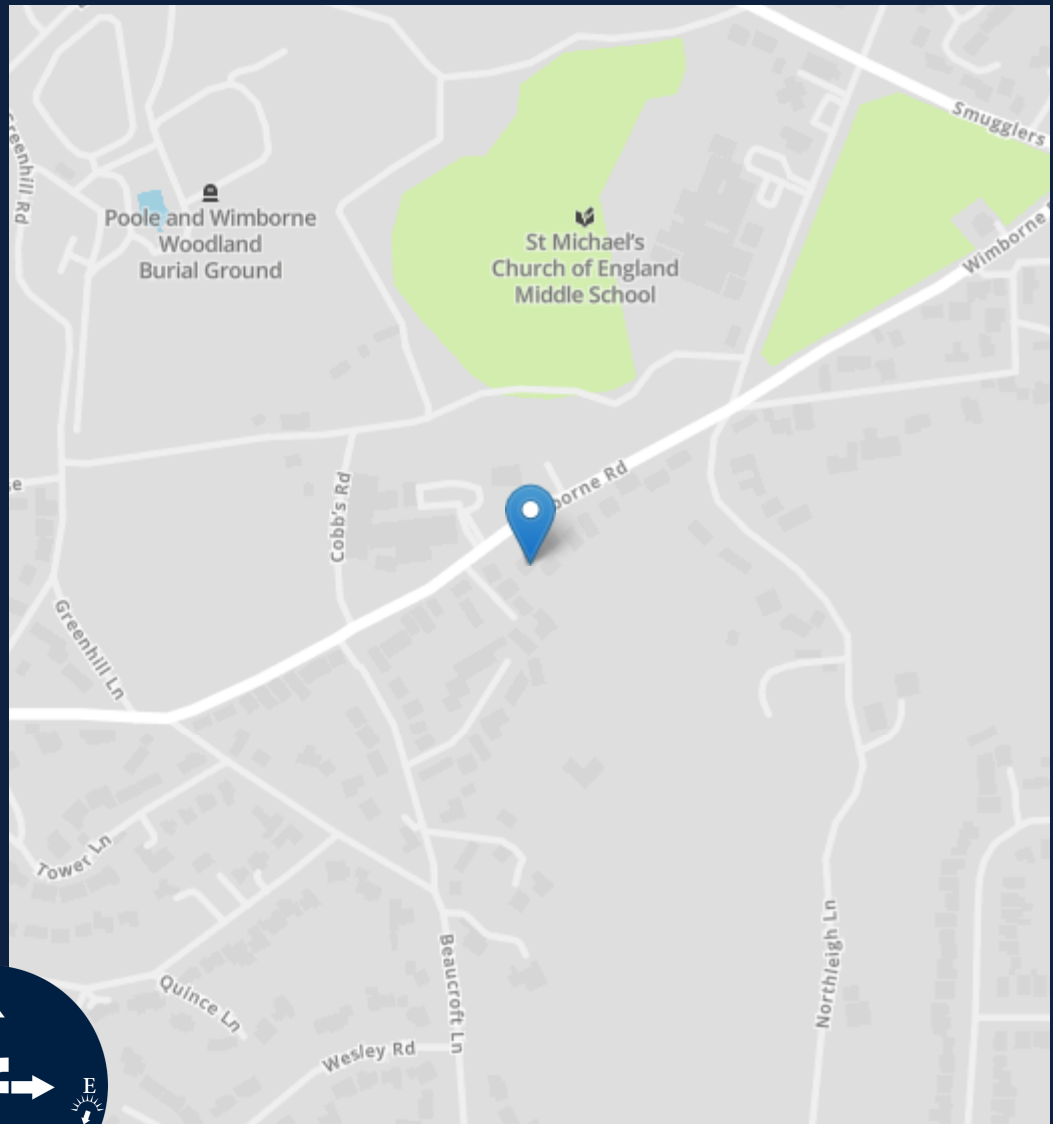 Greenhill Rd
Smugglers
Poole and Wimborne
Woodland
Burial Ground
St Michael's
Church of England
Middle School
Wimborne
e
Cobb's Rd
borne Rd
Greenhill Ln
Tower Ln
Beaucroft Ln
Northleigh Ln
Quince Ln
Wesley Rd
E